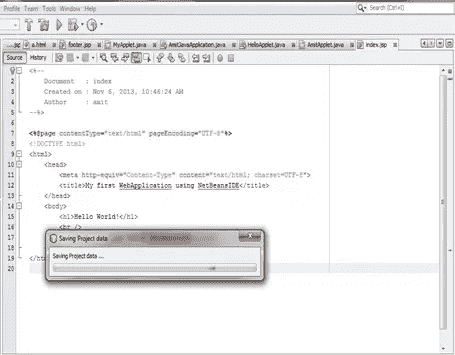 Profile Team Tools Window Help
Search (Ctrl+I)
...jsp a.html footer.jsp MyApplet.java AmitJavaApplication.java HelloApplet.java AmitApplet.java index.jsp
Source History
1 <%--
2 Document : index
3 Created on : Nov 6, 2013, 10:46:24 AM
4 Author : amit
5 --%>
6
7 <%@page contentType="text/html" pageEncoding="UTF-8"%>
8 <!DOCTYPE html>
9 <html>
10 <head>
11 <meta http-equiv="Content-Type" content="text/html; charset=UTF-8">
12 <title>My first WebApplication using NetBeansIDE</title>
13 </head>
14 <body>
15 <h1>Hello World!</h1>
16 <br />
17
Saving Project data
18
Saving Project data ...
19 </ht
20